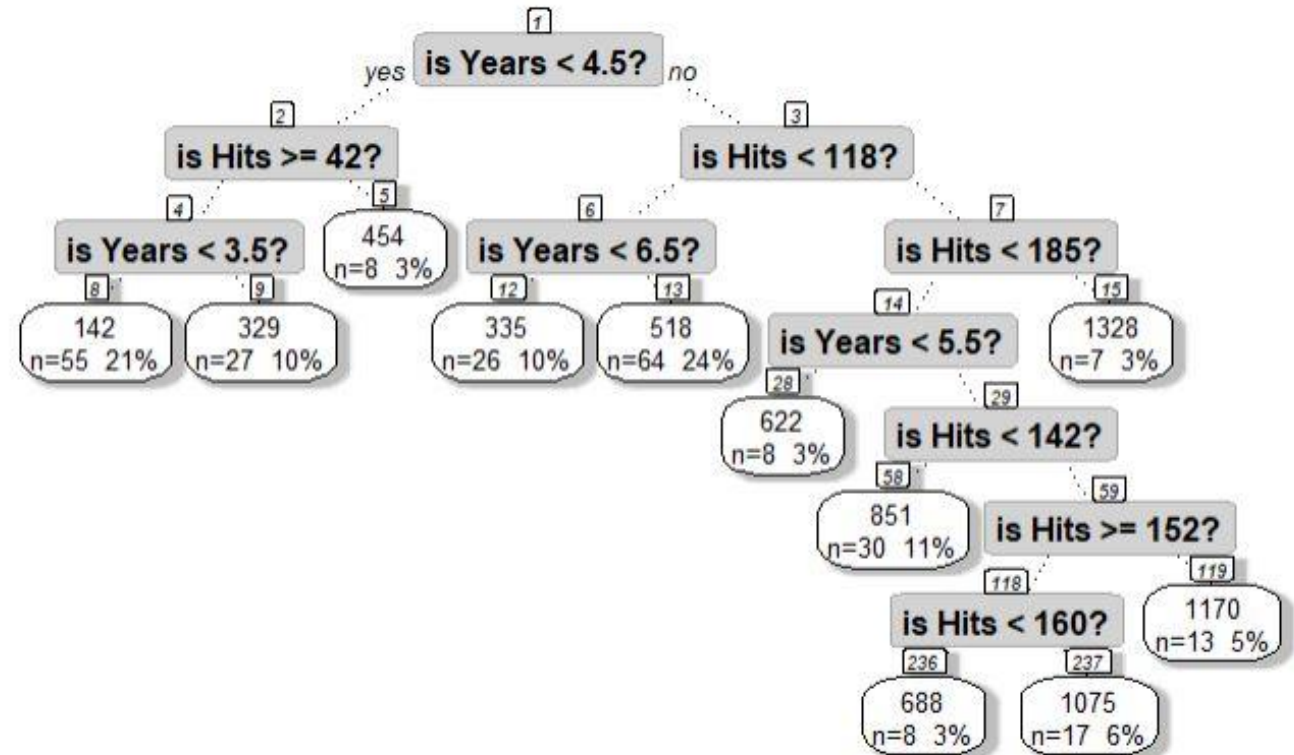 1
is Years < 4.5?
yes
no
2
3
is Hits >= 42?
is Hits < 118?
4
5
6
7
is Years < 3.5?
454
n=8 3%
is Years < 6.5?
is Hits < 185?
8
9
12
13
14
15
142
n=55 21%
329
n=27 10%
335
n=26 10%
518
n=64 24%
is Years < 5.5?
1328
n=7 3%
28
29
622
n=8 3%
is Hits < 142?
58
59
851
n=30 11%
is Hits >= 152?
118
119
is Hits < 160?
1170
n=13 5%
236
237
688
n=8 3%
1075
n=17 6%